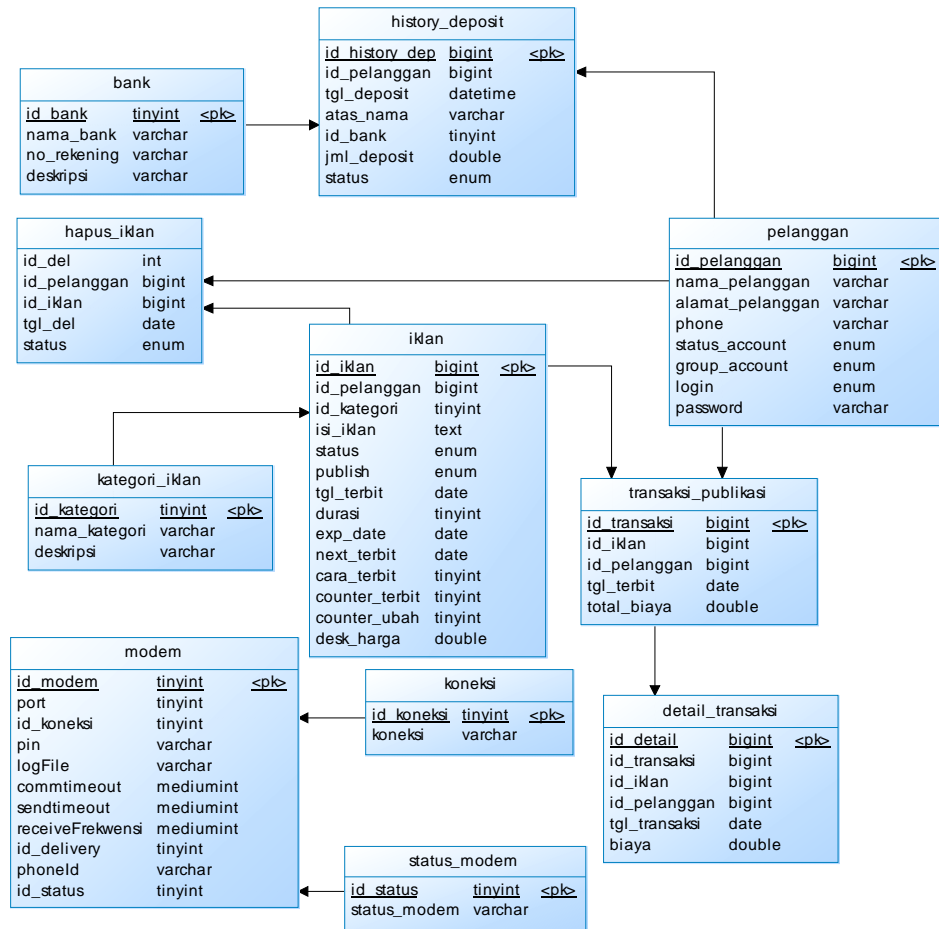 history_deposit
id_history_dep bigint <pk>
id_pelanggan bigint
tgl_deposit datetime
atas_nama varchar
id_bank tinyint
jml_deposit double
status enum
bank
id_bank tinyint <pk>
nama_bank varchar
no_rekening varchar
deskripsi varchar
hapus_iklan
id_del int
id_pelanggan bigint
id_iklan bigint
tgl_del date
status enum
pelanggan
id_pelanggan bigint <pk>
nama_pelanggan varchar
alamat_pelanggan varchar
phone varchar
status_account enum
group_account enum
login enum
password varchar
iklan
id_iklan bigint <pk>
id_pelanggan bigint
id_kategori tinyint
isi_iklan text
status enum
publish enum
tgl_terbit date
durasi tinyint
exp_date date
next_terbit date
cara_terbit tinyint
counter_terbit tinyint
counter_ubah tinyint
desk_harga double
kategori_iklan
id_kategori tinyint <pk>
nama_kategori varchar
deskripsi varchar
transaksi_publikasi
id_transaksi bigint <pk>
id_iklan bigint
id_pelanggan bigint
tgl_terbit date
total_biaya double
modem
id_modem tinyint <pk>
port tinyint
id_koneksi tinyint
pin varchar
logFile varchar
commtimeout mediumint
sendtimeout mediumint
receiveFrekwensi mediumint
id_delivery tinyint
phoneId varchar
id_status tinyint
koneksi
id_koneksi tinyint <pk>
koneksi varchar
detail_transaksi
id_detail bigint <pk>
id_transaksi bigint
id_iklan bigint
id_pelanggan bigint
tgl_transaksi date
biaya double
status_modem
id_status tinyint <pk>
status_modem varchar